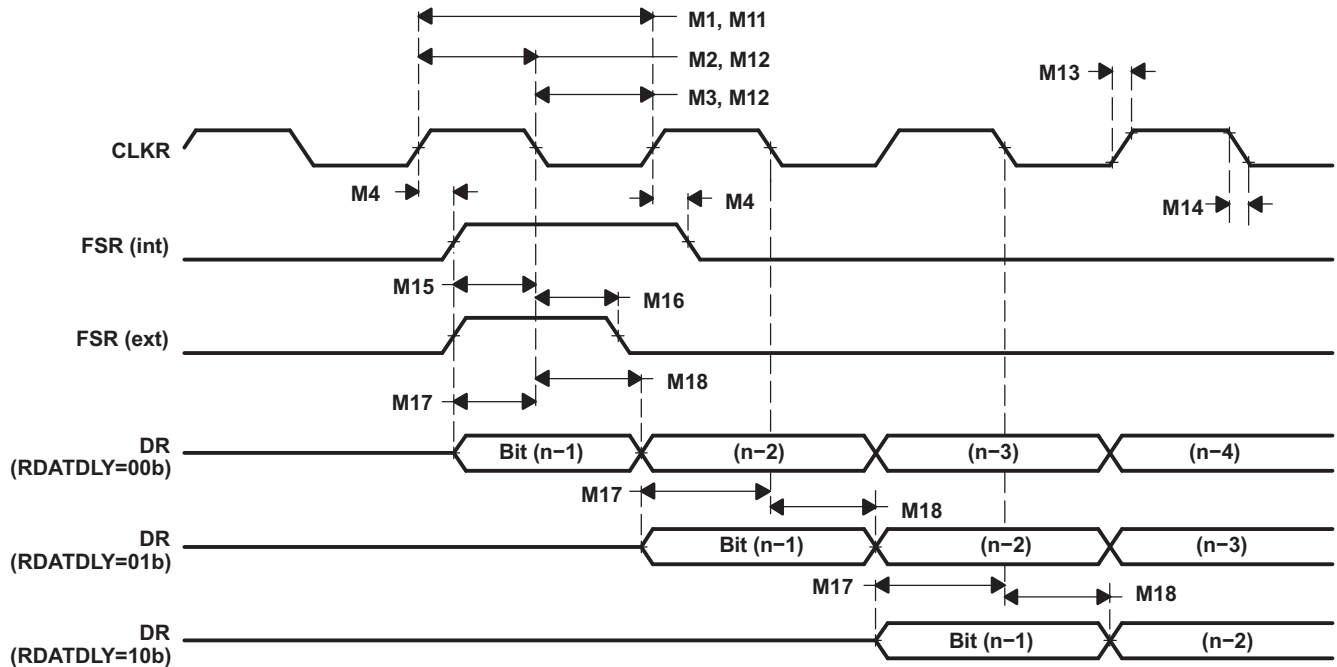 M1, M11
M2, M12
M13
M3, M12
CLKR
M4
M4
M14
FSR (int)
M15
M16
FSR (ext)
M18
M17
DR
(RDATDLY=00b)
Bit (n−1)
(n−2)
(n−3)
(n−4)
M17
M18
DR
(RDATDLY=01b)
Bit (n−1)
(n−2)
(n−3)
M17
M18
DR
(RDATDLY=10b)
Bit (n−1)
(n−2)